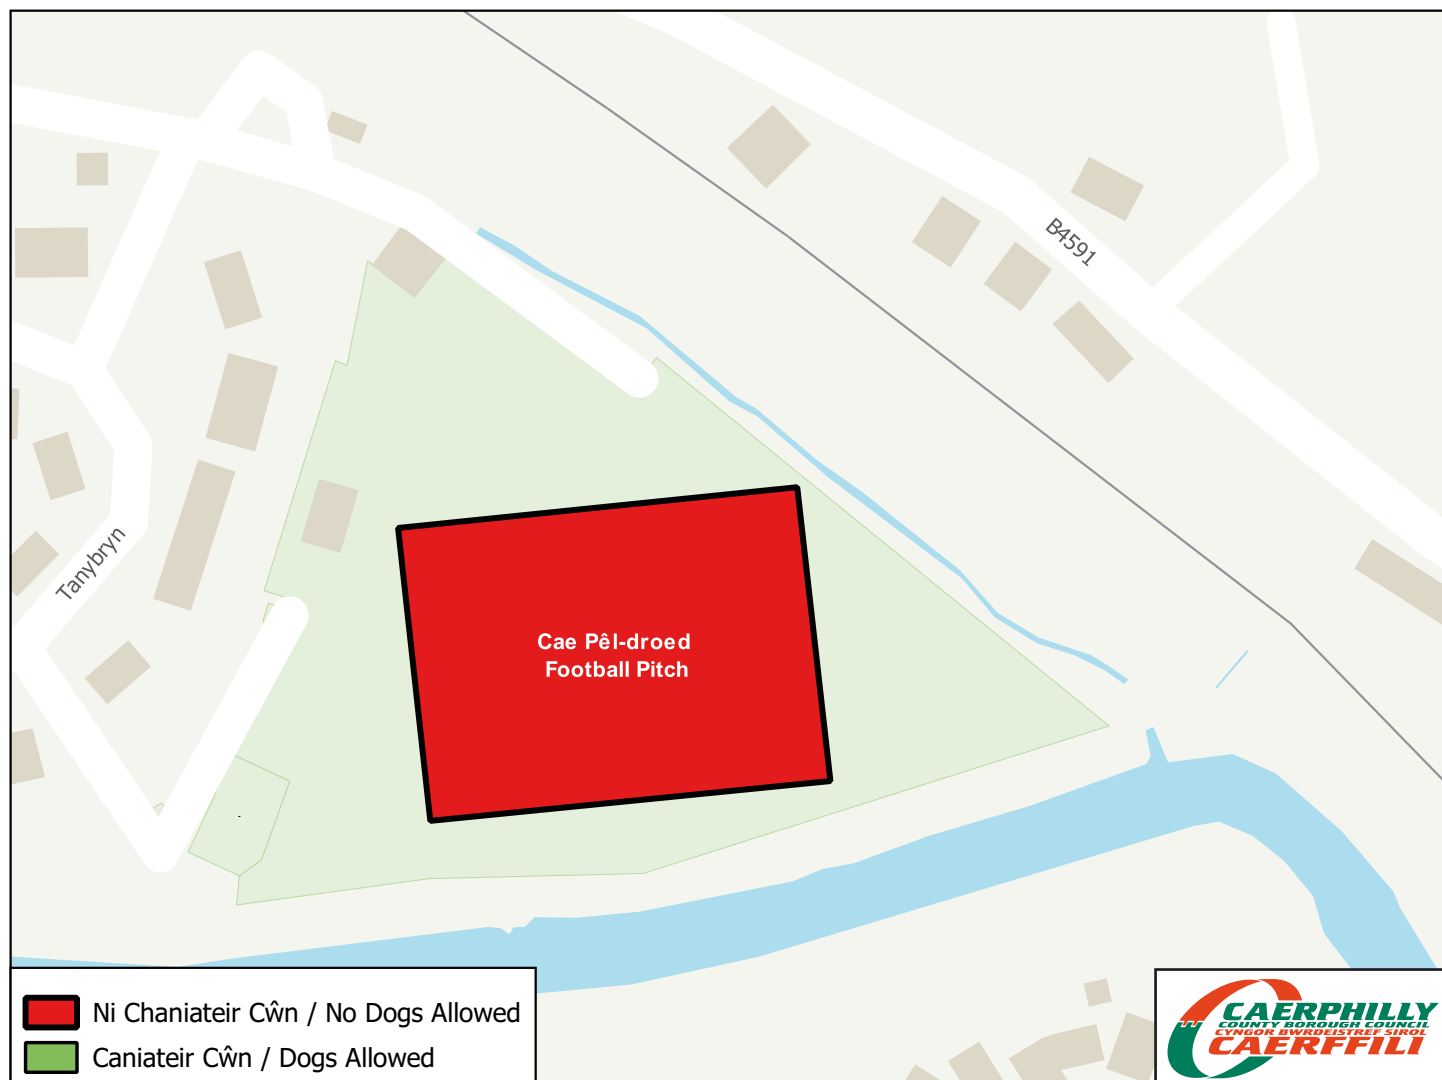 B4591
Tanybryn
Cae Pêl-droed
Football Pitch
Ni Chaniateir Cŵn / No Dogs Allowed
Caniateir Cŵn / Dogs Allowed
CAERPHILLY
COUNTY BOROUGH COUNCIL
CYNGOR BWRDEISTREF SIROL
CAERFFILI